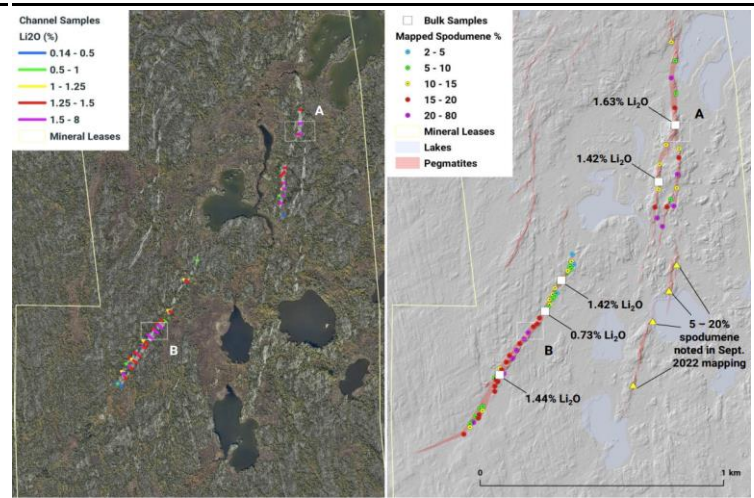 Channel Samples
Li2O (%)
0.14 - 0.5
0.5 - 1
1 - 1.25
1.25 - 1.5
1.5 - 8
Mineral Leases
A
B
Bulk Samples
Mapped Spodumene %
2 - 5
5 - 10
10 - 15
15 - 20
20 - 80
Mineral Leases
Lakes
Pegmatites
1.63% Li₂O
A
1.42% Li₂O
1.42% Li₂O
0.73% Li₂O
B
1.44% Li₂O
5 – 20%
spodumene
noted in Sept.
2022 mapping
0
1 km